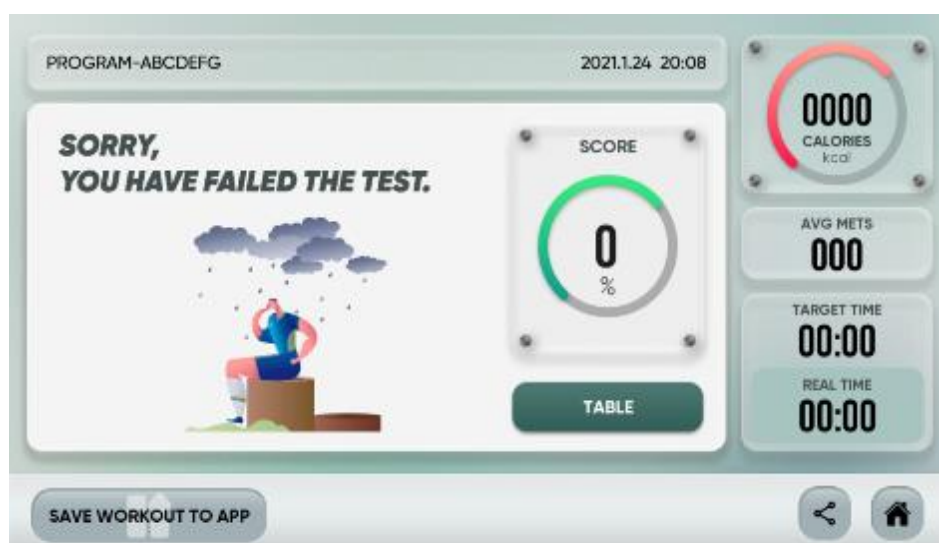 PROGRAM-ABCDEFG
2021.1.24 20:08
SORRY,
YOU HAVE FAILED THE TEST.
SCORE
0
%
TABLE
0000
CALORIES
kcal
AVG METS
000
TARGET TIME
00:00
REAL TIME
00:00
SAVE WORKOUT TO APP